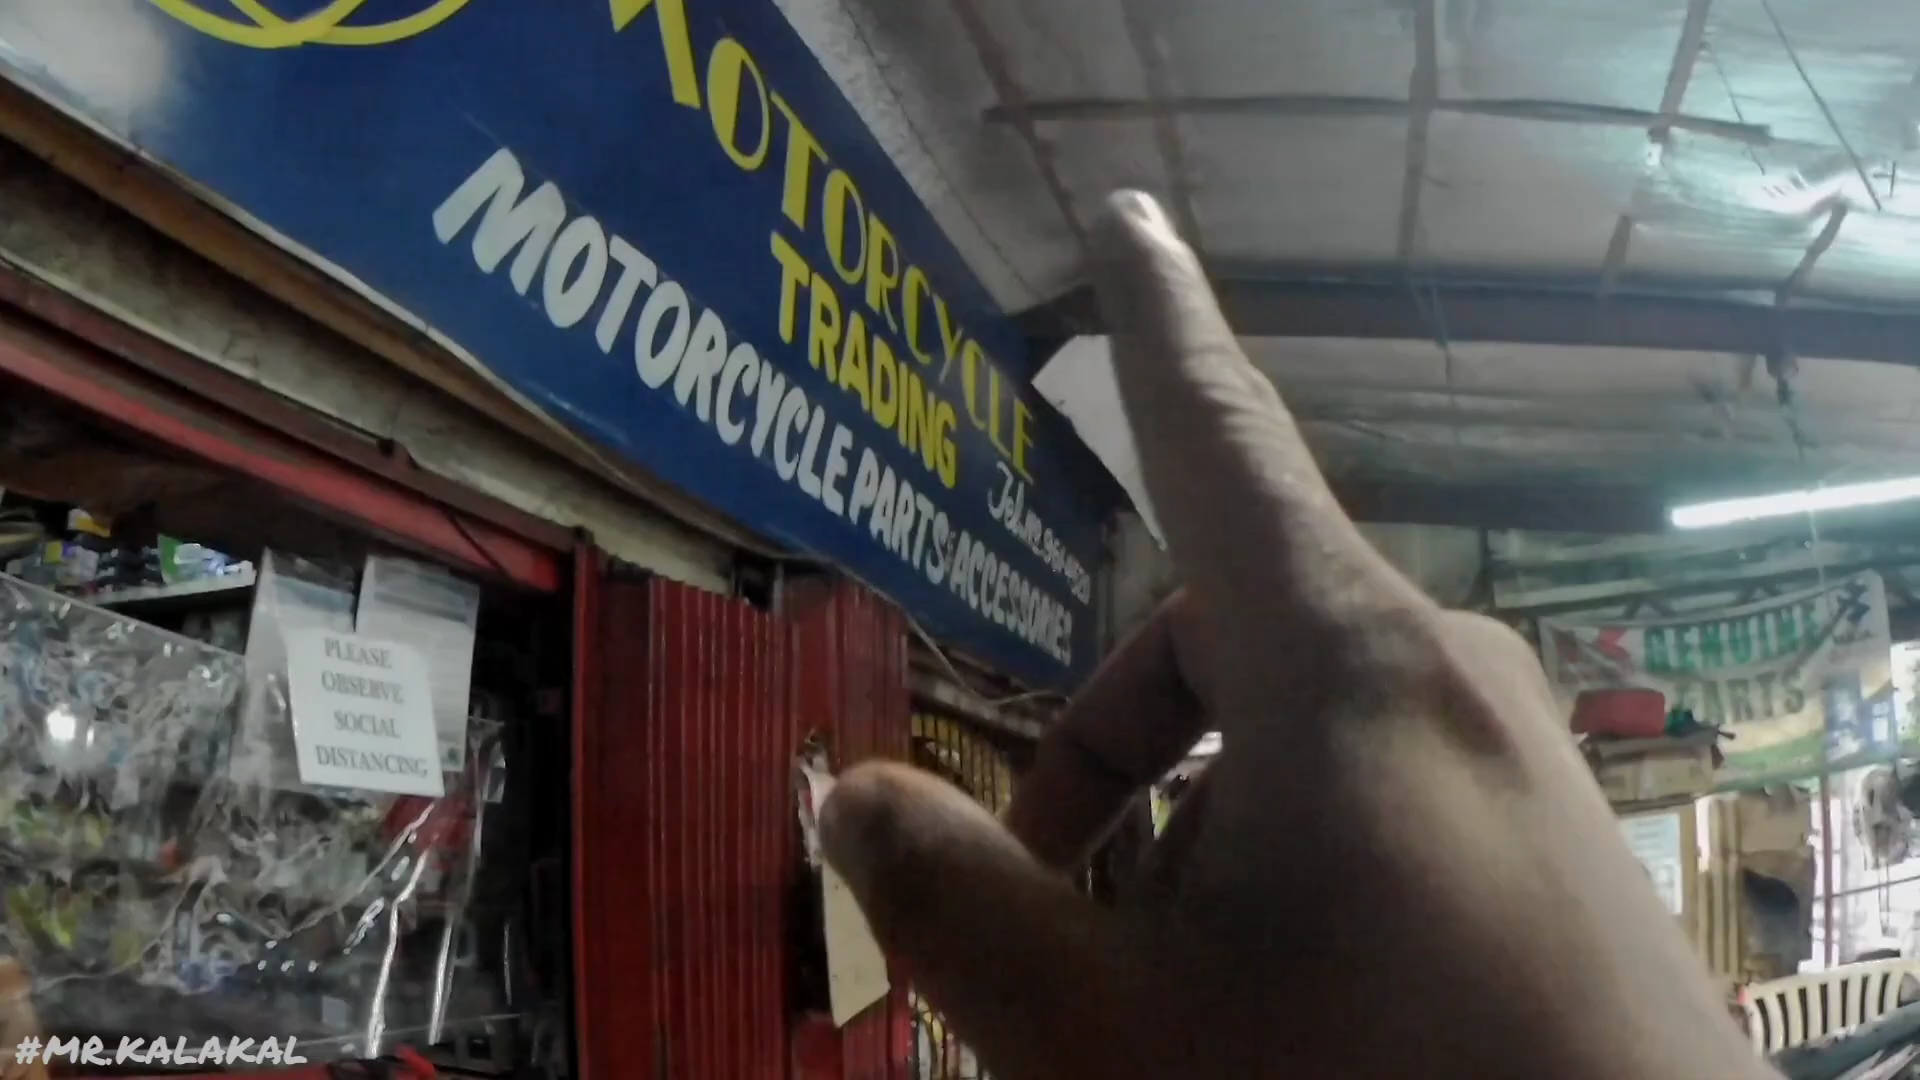 MOTORCYCLE
TRADING
MOTORCYCLE PARTS & ACCESSORIES
PLEASE
OBSERVE
SOCIAL
DISTANCING
GENUINE
PARTS
#MR.KALAKAL